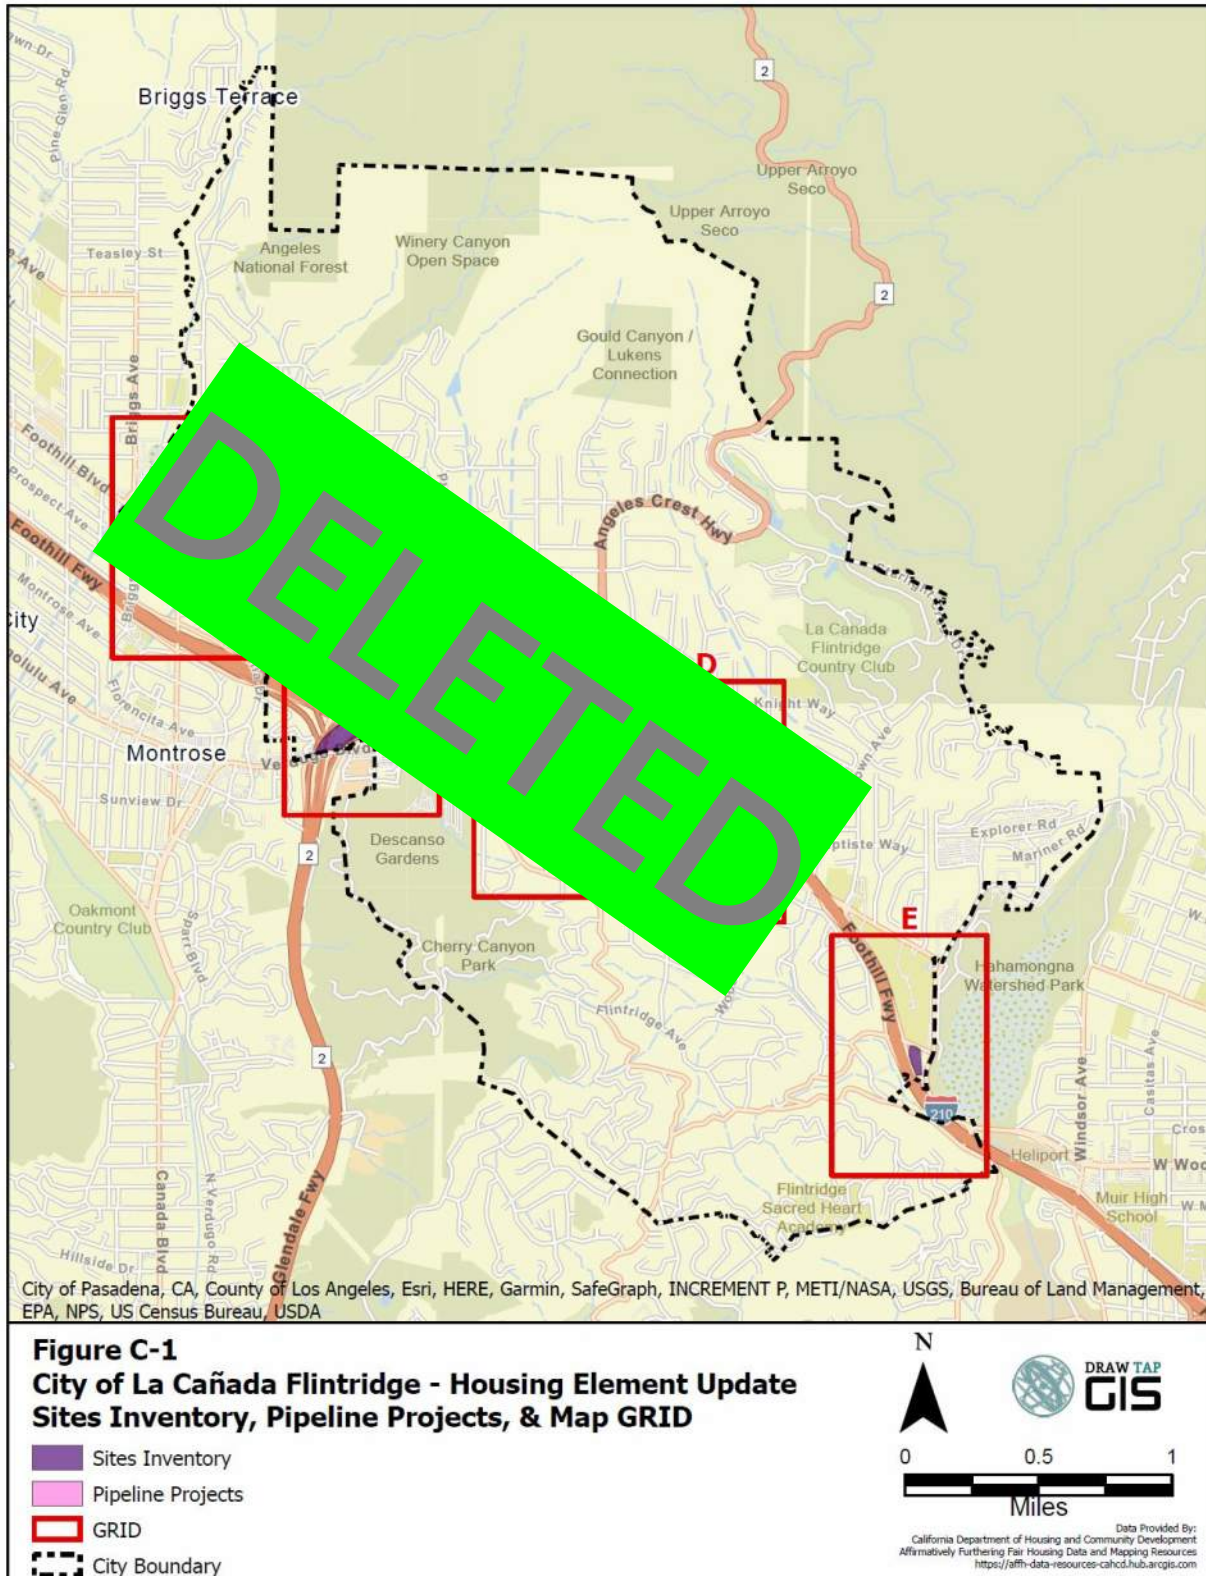 Briggs Terrace
Pine Glen Rd
2
Upper Arroyo
Seco
Upper Arroyo
Seco
Teasley St
Angeles
National Forest
Winery Canyon
Open Space
2
Gould Canyon /
Lukens
Connection
Briggs Ave
Foothill Blvd
Prospect Ave
Foothill Fwy
Montrose Ave
Angeles Crest Hwy
DELETED
La Canada
Flintridge
Country Club
D
Knight Way
Florencita Ave
Montrose
Verdugo Blvd
Sunview Dr
2
Descanso
Gardens
Explorer Rd
Mariner Rd
Oakmont
Country Club
Sparr Blvd
E
Cherry Canyon
Park
Foothill Fwy
Hahamongna
Watershed Park
Flintridge Ave
2
Windsor Ave
Casitas Ave
210
Heliport
Canada Blvd
N Verdugo Rd
Glendale Fwy
Flintridge
Sacred Heart
Academy
Muir High
School
Hillside Dr
City of Pasadena, CA, County of Los Angeles, Esri, HERE, Garmin, SafeGraph, INCREMENT P, METI/NASA, USGS, Bureau of Land Management,
EPA, NPS, US Census Bureau, USDA
Figure C-1
City of La Cañada Flintridge - Housing Element Update
Sites Inventory, Pipeline Projects, & Map GRID
Sites Inventory
Pipeline Projects
GRID
City Boundary
N
DRAW TAP
GIS
0 0.5 1
Miles
Data Provided By:
California Department of Housing and Community Development
Affirmatively Furthering Fair Housing Data and Mapping Resources
https://affh-data-resources-cahcd.hub.arcgis.com